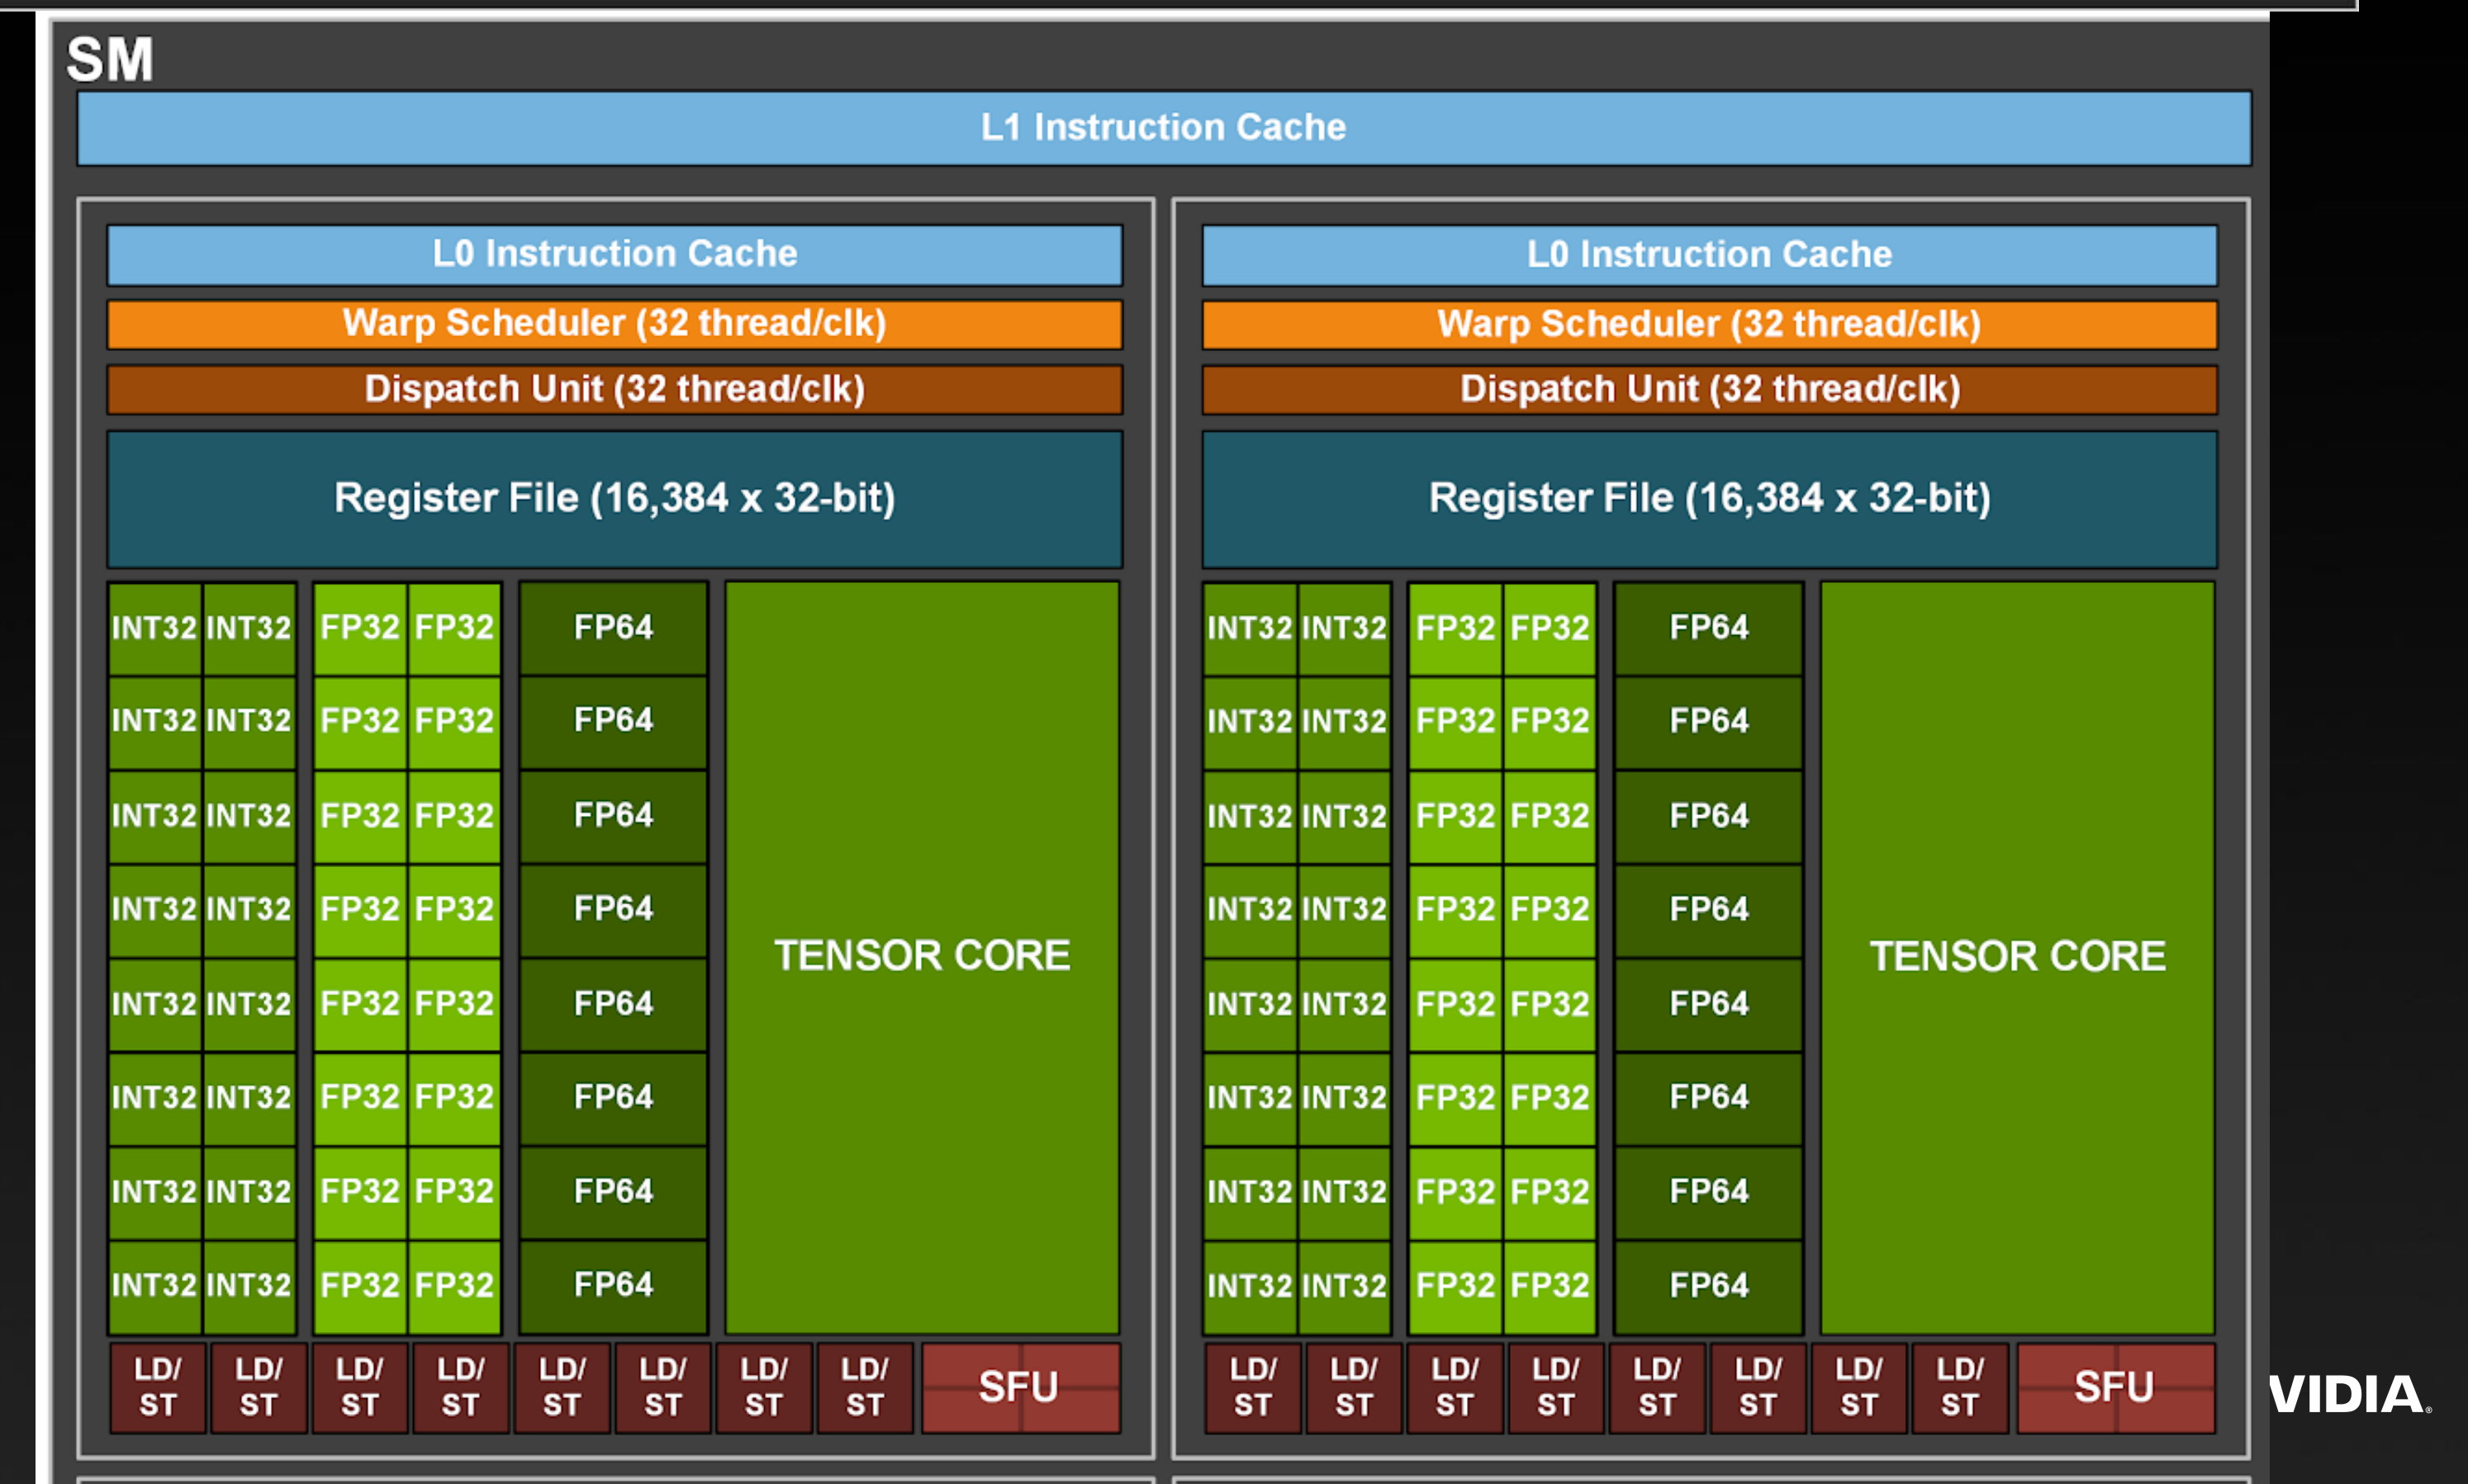 SM
L1 Instruction Cache
L0 Instruction Cache
Warp Scheduler (32 thread/clk)
Dispatch Unit (32 thread/clk)
Register File (16,384 x 32-bit)
INT32 INT32 FP32 FP32 FP64
INT32 INT32 FP32 FP32 FP64
INT32 INT32 FP32 FP32 FP64
INT32 INT32 FP32 FP32 FP64
INT32 INT32 FP32 FP32 FP64
INT32 INT32 FP32 FP32 FP64
INT32 INT32 FP32 FP32 FP64
INT32 INT32 FP32 FP32 FP64
TENSOR CORE
LD/ LD/ LD/ LD/ LD/ LD/ LD/ LD/
ST ST ST ST ST ST ST ST
SFU
L0 Instruction Cache
Warp Scheduler (32 thread/clk)
Dispatch Unit (32 thread/clk)
Register File (16,384 x 32-bit)
INT32 INT32 FP32 FP32 FP64
INT32 INT32 FP32 FP32 FP64
INT32 INT32 FP32 FP32 FP64
INT32 INT32 FP32 FP32 FP64
INT32 INT32 FP32 FP32 FP64
INT32 INT32 FP32 FP32 FP64
INT32 INT32 FP32 FP32 FP64
INT32 INT32 FP32 FP32 FP64
TENSOR CORE
LD/ LD/ LD/ LD/ LD/ LD/ LD/ LD/
ST ST ST ST ST ST ST ST
SFU
VIDIA.